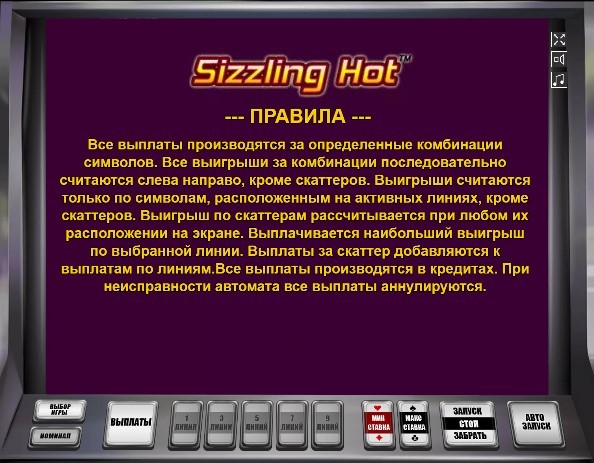 Sizzling Hot™
--- ПРАВИЛА ---
Все выплаты производятся за определенные комбинации
символов. Все выигрыши за комбинации последовательно
считаются слева направо, кроме скаттеров. Выигрыши считаются
только по символам, расположенным на активных линиях, кроме
скаттеров. Выигрыш по скаттерам рассчитывается при любом их
расположении на экране. Выплачивается наибольший выигрыш
по выбранной линии. Выплаты за скаттер добавляются к
выплатам по линиям.Все выплаты производятся в кредитах. При
неисправности автомата все выплаты аннулируются.
ВЫБОР
ИГРЫ
НОМИНАЛ
ВЫПЛАТЫ
1
ЛИНИЯ
3
ЛИНИИ
5
ЛИНИЙ
7
ЛИНИЙ
9
ЛИНИЙ
МИН
СТАВКА
МАКС
СТАВКА
ЗАПУСК
СТОП
ЗАБРАТЬ
АВТО
ЗАПУСК